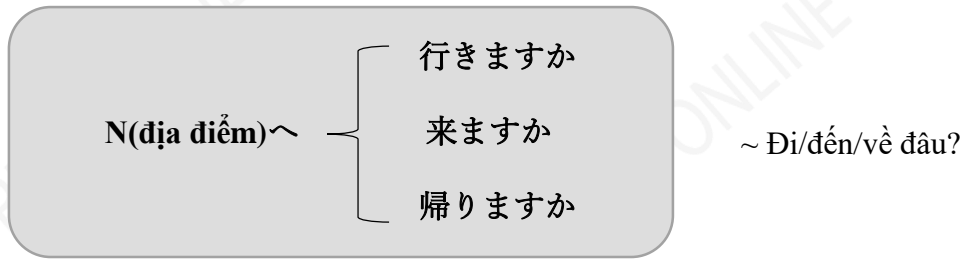 行きますか
N(địa điểm)へ
来ますか
~ Đi/đến/về đâu?
帰りますか
ONLINE